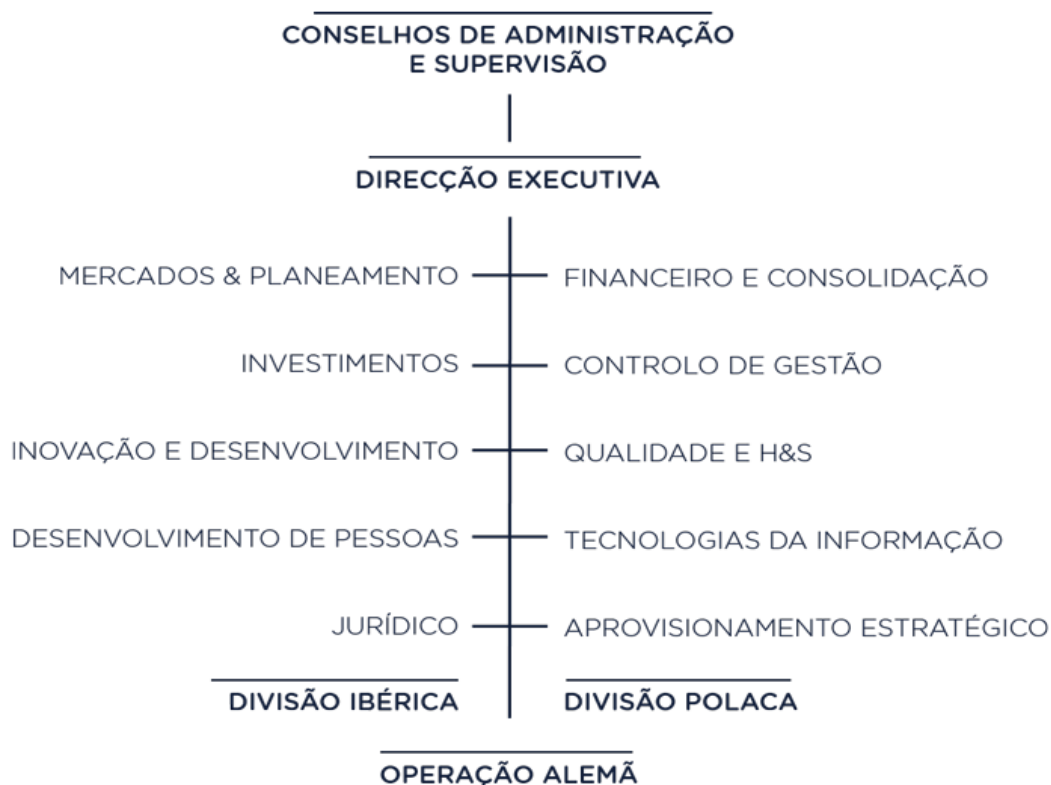 CONSELHOS DE ADMINISTRAÇÃO
E SUPERVISÃO
DIRECÇÃO EXECUTIVA
MERCADOS & PLANEAMENTO
FINANCEIRO E CONSOLIDAÇÃO
INVESTIMENTOS
CONTROLO DE GESTÃO
INOVAÇÃO E DESENVOLVIMENTO
QUALIDADE E H&S
DESENVOLVIMENTO DE PESSOAS
TECNOLOGIAS DA INFORMAÇÃO
JURÍDICO
APROVISIONAMENTO ESTRATÉGICO
DIVISÃO IBÉRICA
DIVISÃO POLACA
OPERAÇÃO ALEMÃ